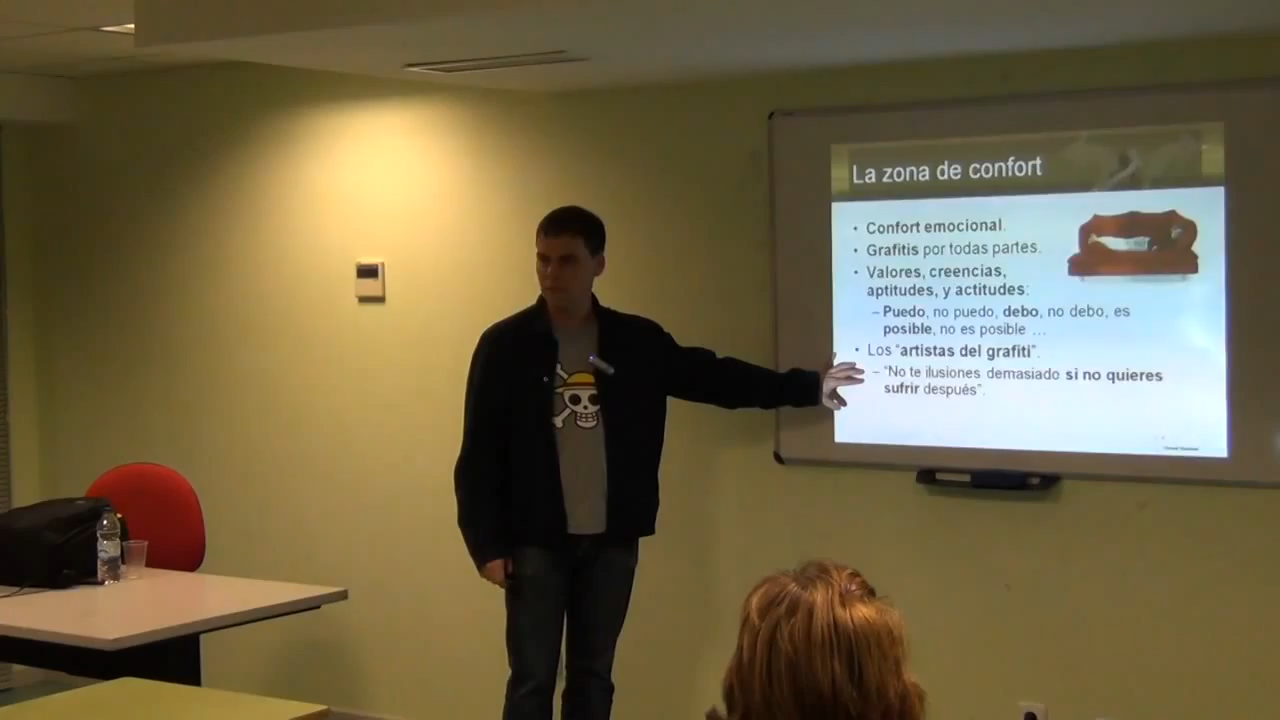 La zona de confort
• Confort emocional.
• Grafitis por todas partes.
• Valores, creencias,
aptitudes, y actitudes:
– Puedo, no puedo, debo, no debo, es
posible, no es posible …
• Los "artistas del grafiti".
– "No te ilusiones demasiado si no quieres
sufrir después".